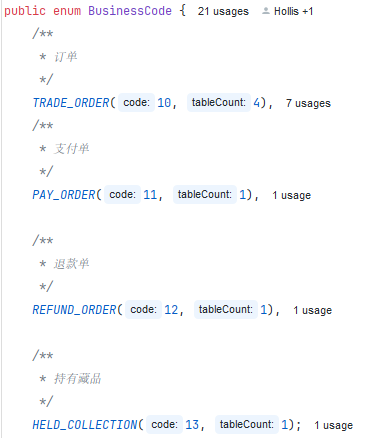 public enum BusinessCode { 21 usages Hollis +1
/**
* 订单
*/
TRADE_ORDER( code: 10, tableCount: 4), 7 usages
/**
* 支付单
*/
PAY_ORDER( code: 11, tableCount: 1), 1 usage
/**
* 退款单
*/
REFUND_ORDER( code: 12, tableCount: 1), 1 usage
/**
* 持有藏品
*/
HELD_COLLECTION( code: 13, tableCount: 1); 1 usage